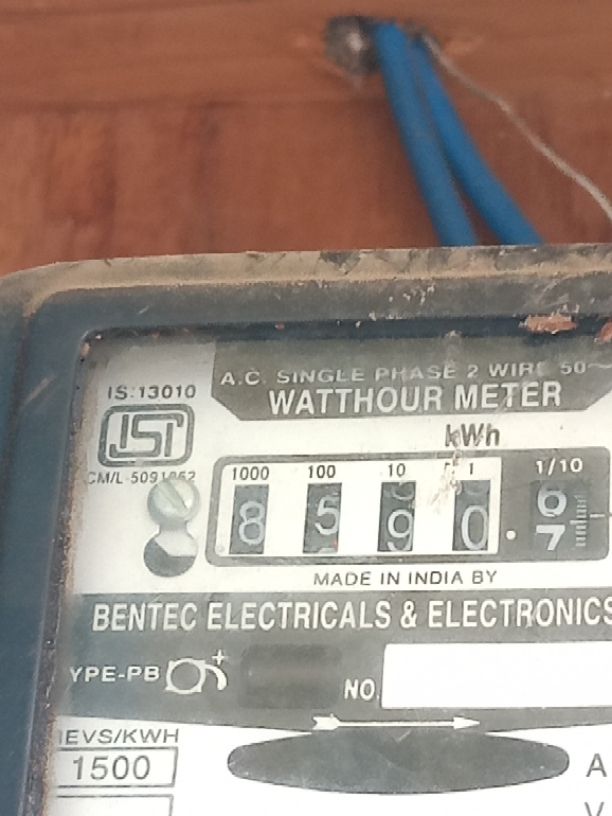 A.C. SINGLE PHASE 2 WIRE 50~
WATTHOUR METER
IS:13010
ISI
kWh
1000 100 10 1 1/10
8 5 9 0 . 6
7
MADE IN INDIA BY
BENTEC ELECTRICALS & ELECTRONICS
YPE-PB
NO.
EVS/KWH
1500
A
V